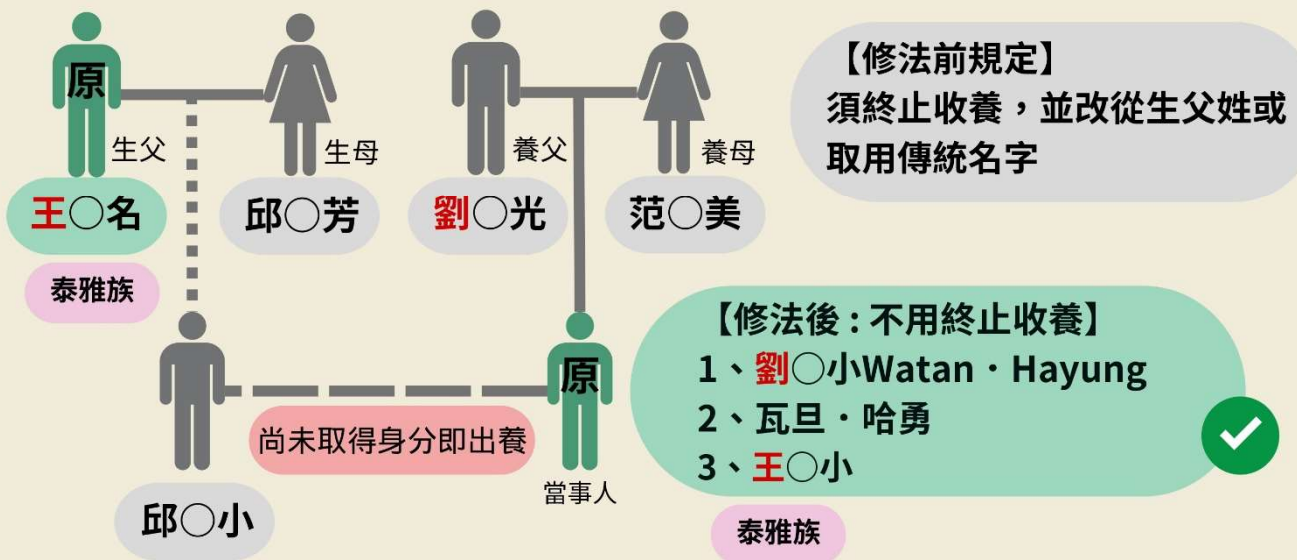 原
生父
王○名
泰雅族
生母
邱○芳
養父
劉○光
養母
范○美
【修法前規定】
須終止收養，並改從生父姓或
取用傳統名字
邱○小
尚未取得身分即出養
原
當事人
【修法後 : 不用終止收養】
1、劉○小Watan．Hayung
2、瓦旦．哈勇
3、王○小
泰雅族